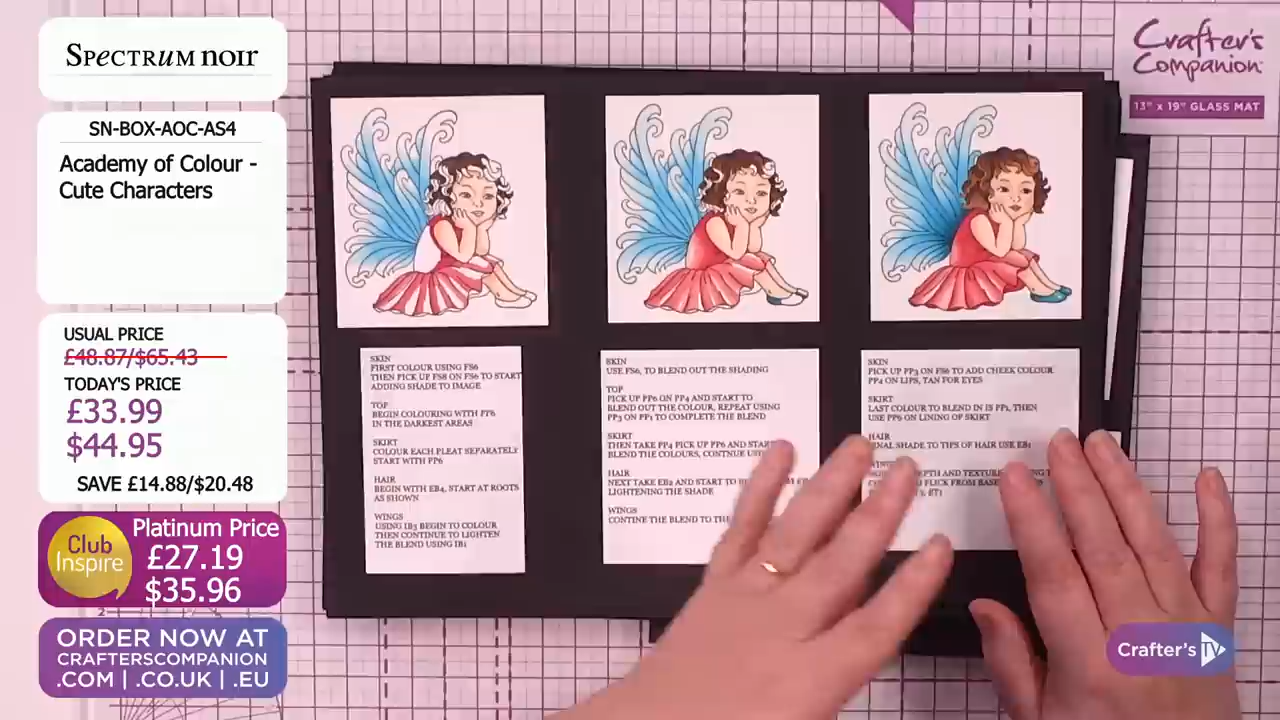 Spectrum noir
SN-BOX-AOC-AS4
Academy of Colour -
Cute Characters
USUAL PRICE
£48.87/$65.43
TODAY'S PRICE
£33.99
$44.95
SAVE £14.88/$20.48
Club
Inspire
Platinum Price
£27.19
$35.96
ORDER NOW AT
CRAFTERSCOMPANION
.COM | .CO.UK | .EU
SKIN
FIRST COLOUR USING FS6
THEN PICK UP FS8 ON FS6 TO START
ADDING SHADE TO IMAGE
TOP
BEGIN COLOURING WITH PP6
IN THE DARKEST AREAS
SKIRT
COLOUR EACH PLEAT SEPARATELY
START WITH PP6
HAIR
BEGIN WITH EB4, START AT ROOTS
AS SHOWN
WINGS
USING IB3 BEGIN TO COLOUR
THEN CONTINUE TO LIGHTEN
THE BLEND USING IB1
SKIN
USE FS6, TO BLEND OUT THE SHADING
TOP
PICK UP PP6 ON PP4 AND START TO
BLEND OUT THE COLOUR, REPEAT USING
PP3 ON PP1 TO COMPLETE THE BLEND
SKIRT
THEN TAKE PP4 PICK UP PP6 AND START
BLEND THE COLOURS, CONTNUE
HAIR
NEXT TAKE EB2 AND START TO
LIGHTENING THE SHADE
WINGS
CONTINE THE BLEND TO
SKIN
PICK UP PP3 ON FS6 TO ADD CHEEK COLOUR
PP4 ON LIPS, TAN FOR EYES
SKIRT
LAST COLOUR TO BLEND IN IS PP1, THEN
USE PP6 ON LINING OF SKIRT
HAIR
SHADE TO TIPS OF HAIR USE EB1
DEPTH AND TEXTURE
FLICK FROM BASE
Crafter's
Companion
13" x 19" GLASS MAT
Crafter's TV